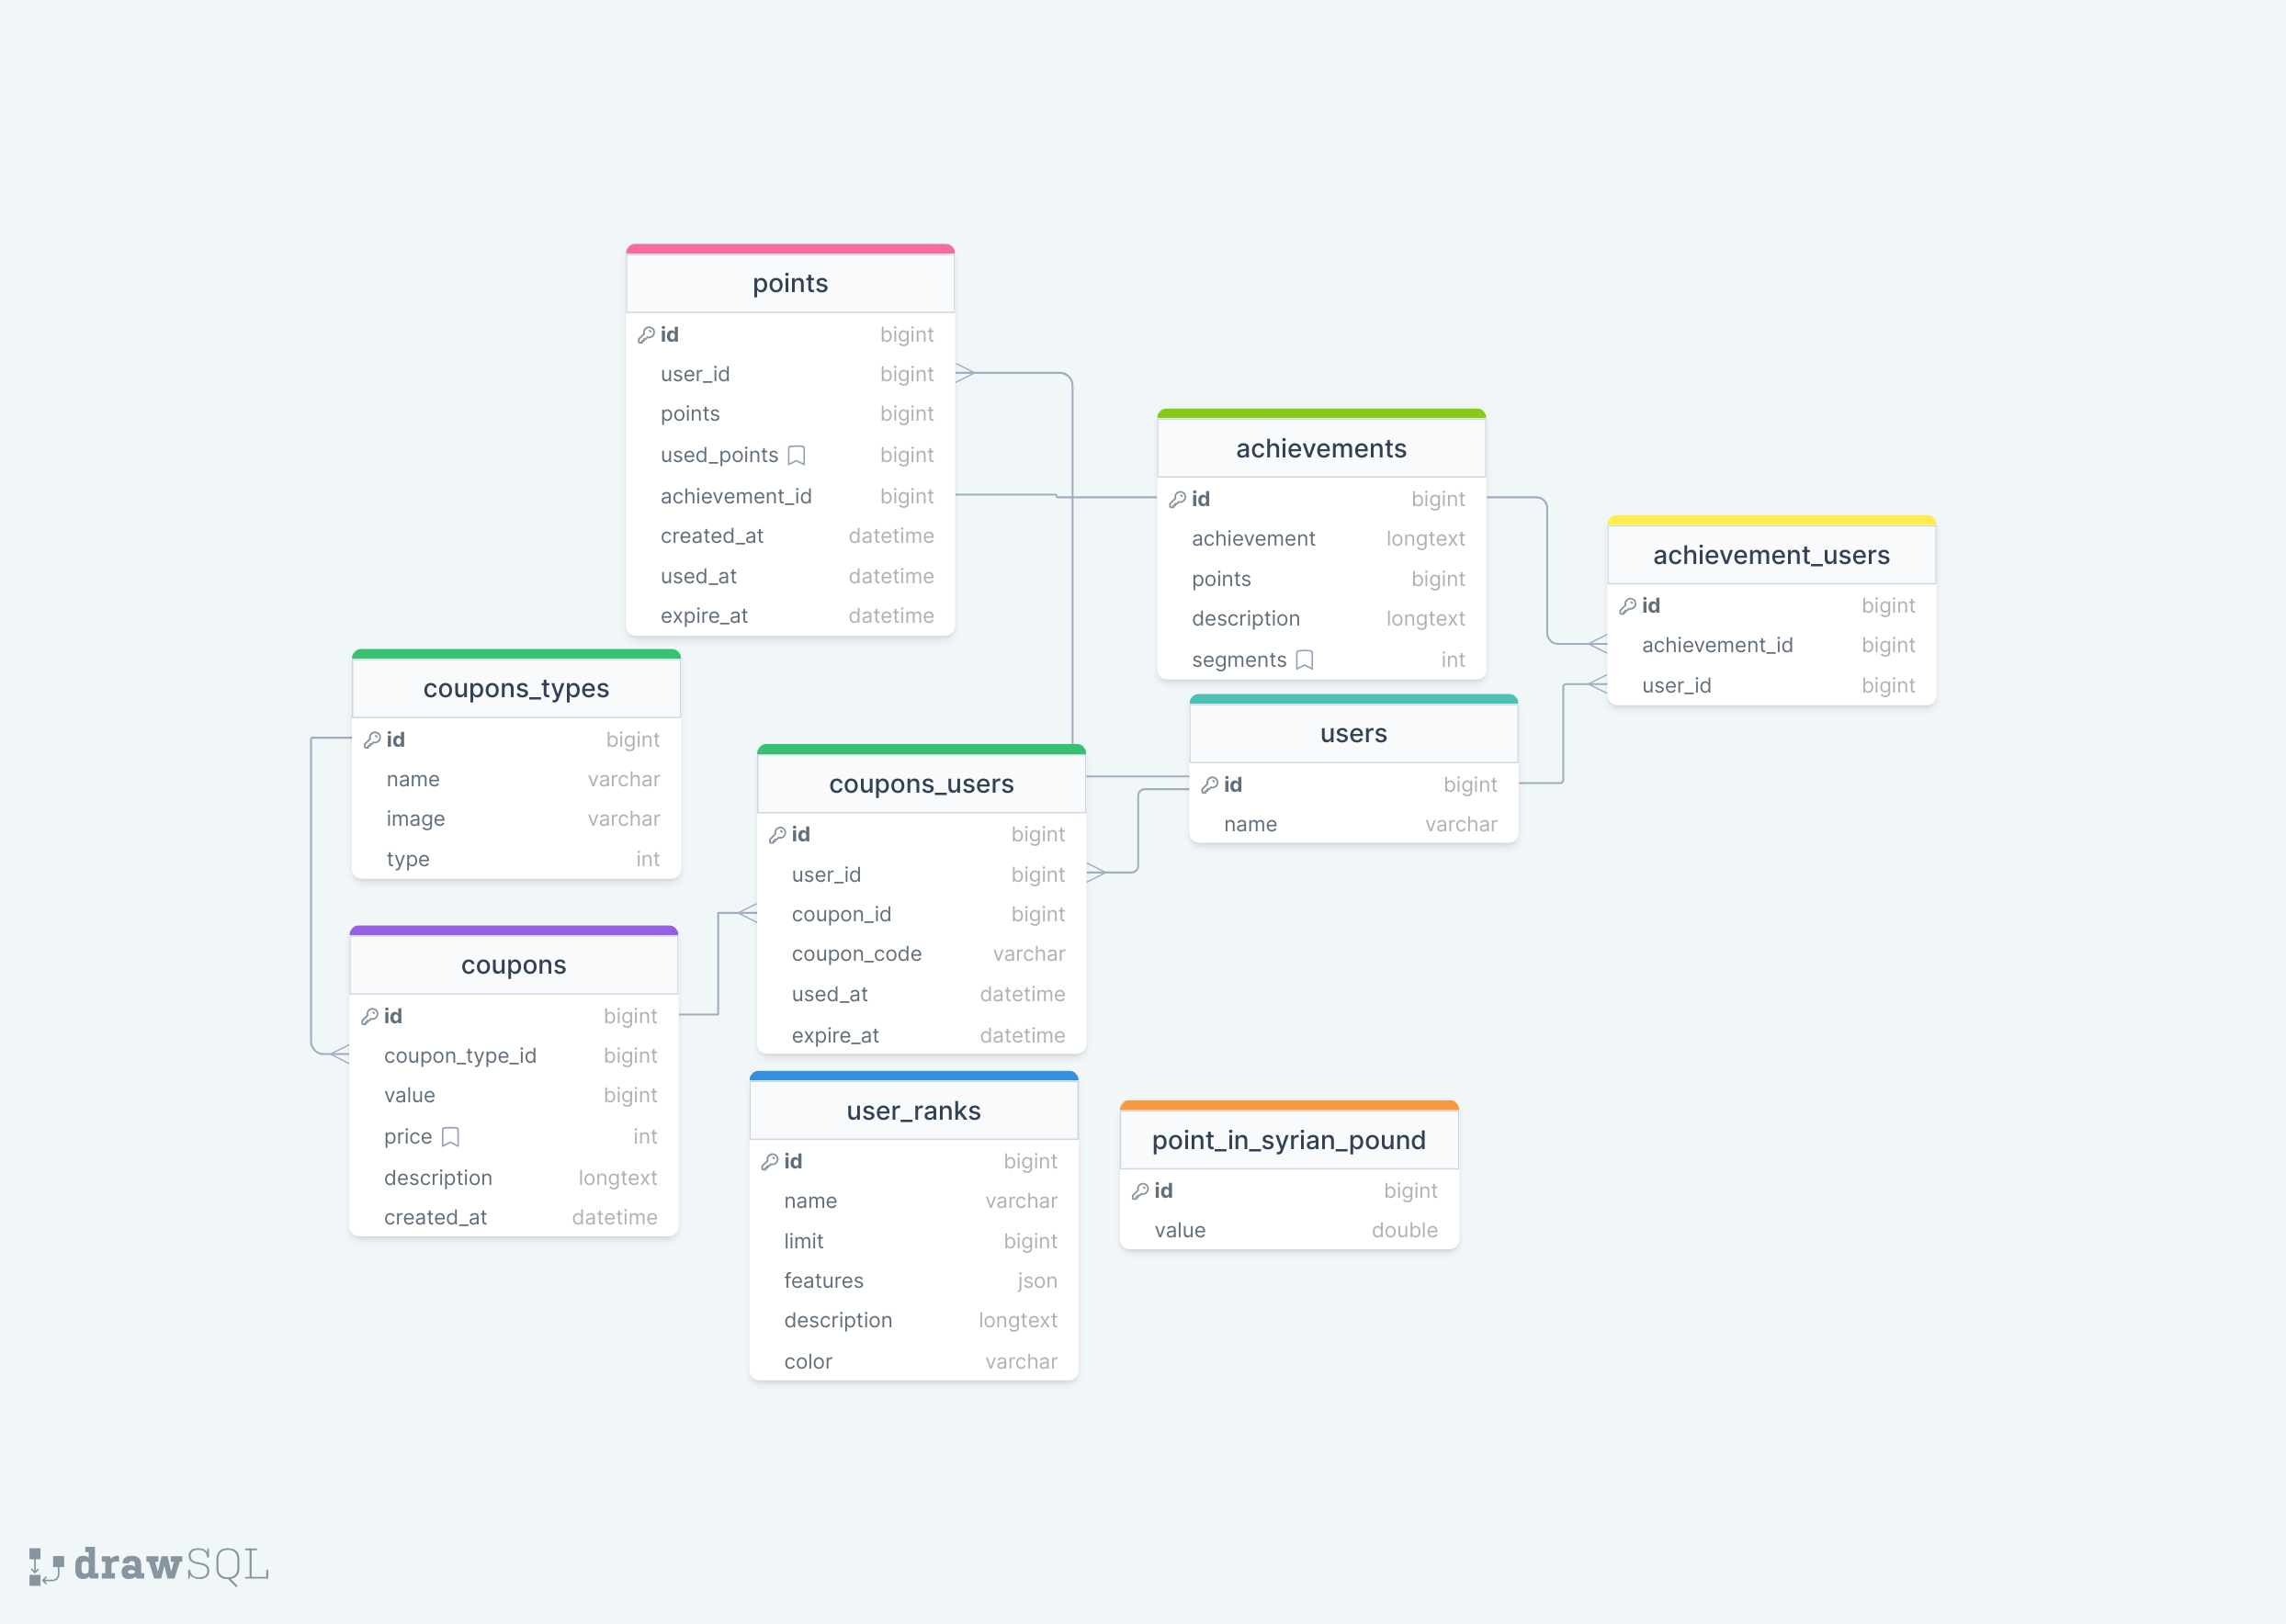 points
id bigint
user_id bigint
points bigint
used_points bigint
achievement_id bigint
created_at datetime
used_at datetime
expire_at datetime
achievements
id bigint
achievement longtext
points bigint
description longtext
segments int
achievement_users
id bigint
achievement_id bigint
user_id bigint
coupons_types
id bigint
name varchar
image varchar
type int
users
id bigint
name varchar
coupons_users
id bigint
user_id bigint
coupon_id bigint
coupon_code varchar
used_at datetime
expire_at datetime
coupons
id bigint
coupon_type_id bigint
value bigint
price int
description longtext
created_at datetime
user_ranks
id bigint
name varchar
limit bigint
features json
description longtext
color varchar
point_in_syrian_pound
id bigint
value double
drawSQL